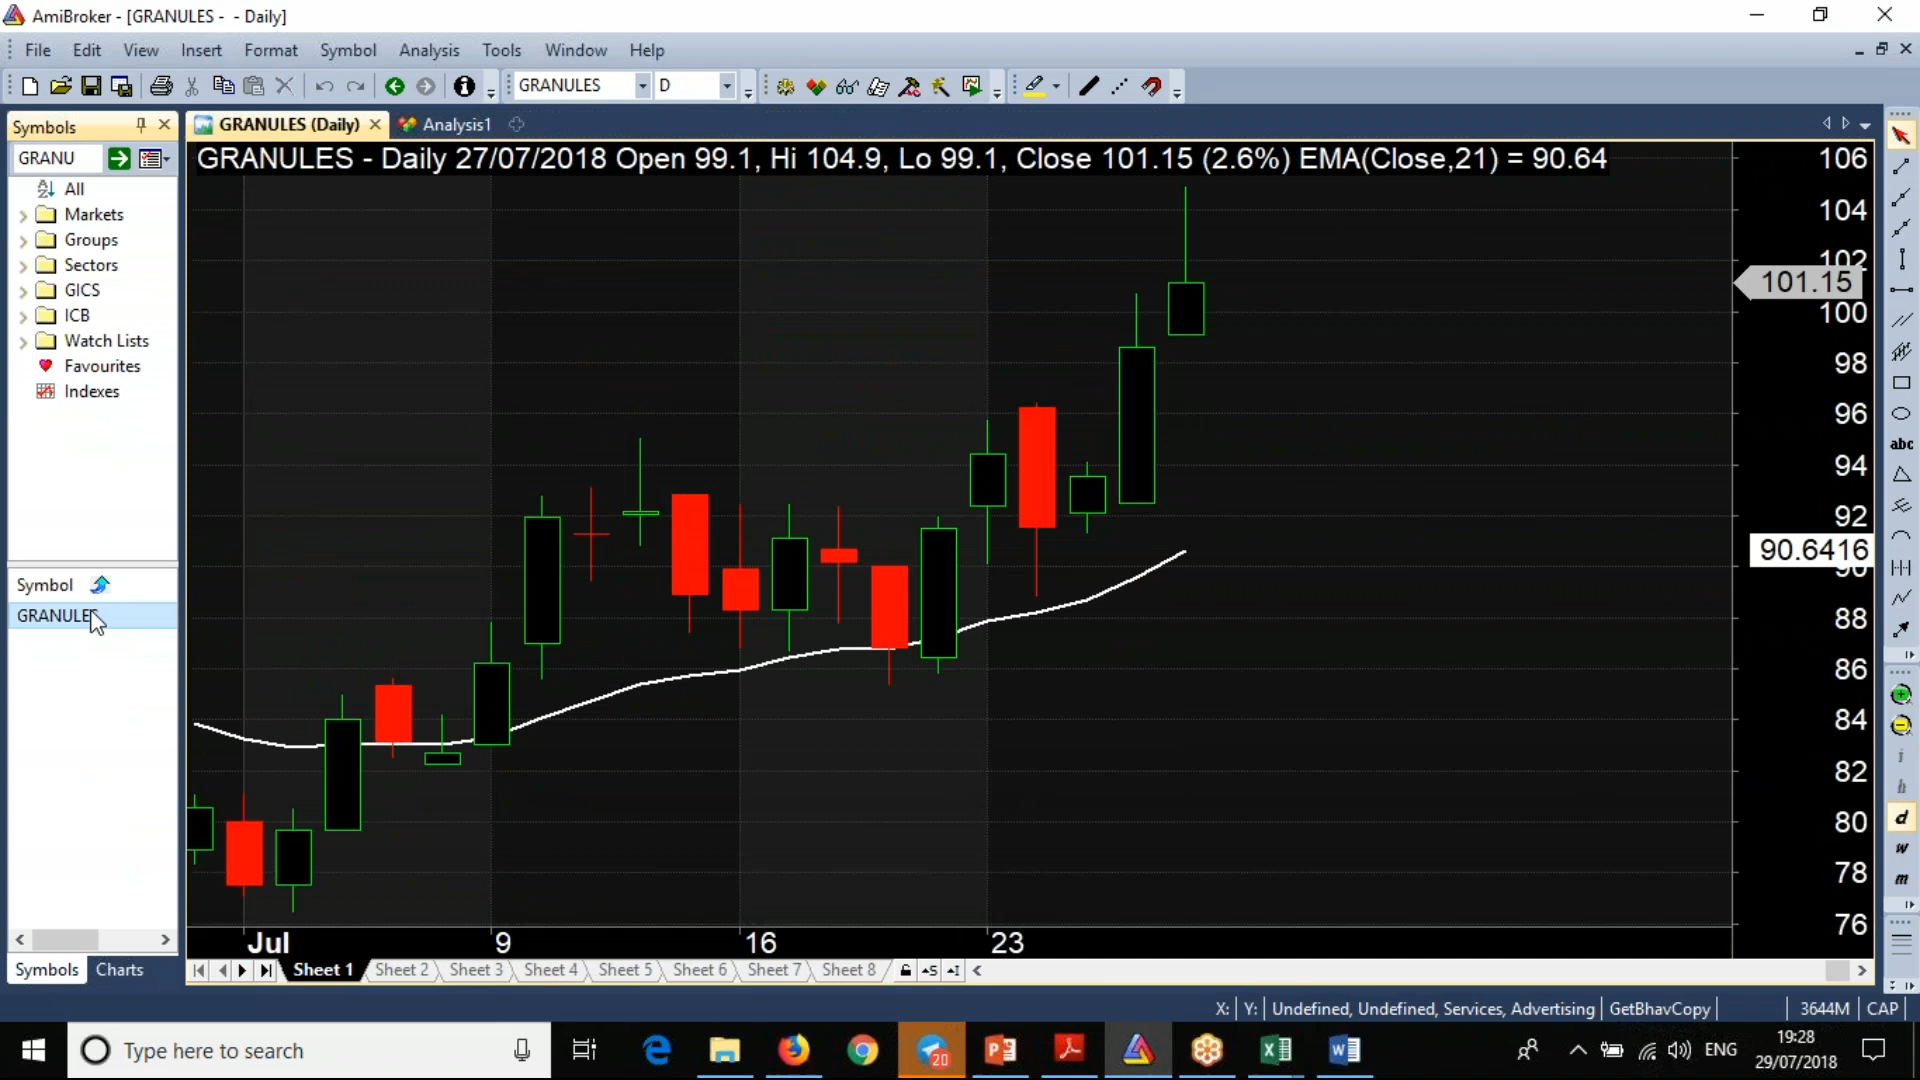 AmiBroker - [GRANULES -  - Daily]
File Edit View Insert Format Symbol Analysis Tools Window Help
GRANULES D
Symbols
GRANULES (Daily) Analysis1
GRANU
GRANULES - Daily 27/07/2018 Open 99.1, Hi 104.9, Lo 99.1, Close 101.15 (2.6%) EMA(Close,21) = 90.64
All
Markets
Groups
Sectors
GICS
ICB
Watch Lists
Favourites
Indexes
106
104
102
101.15
100
98
96
94
92
90.6416
90
88
86
84
82
80
78
76
abc
i
h
d
w
m
Symbol
GRANULES
Jul 9 16 23
Symbols Charts
Sheet 1 Sheet 2 Sheet 3 Sheet 4 Sheet 5 Sheet 6 Sheet 7 Sheet 8
X: Y: Undefined, Undefined, Services, Advertising GetBhavCopy 3644M CAP
Type here to search
20
ENG
19:28
29/07/2018